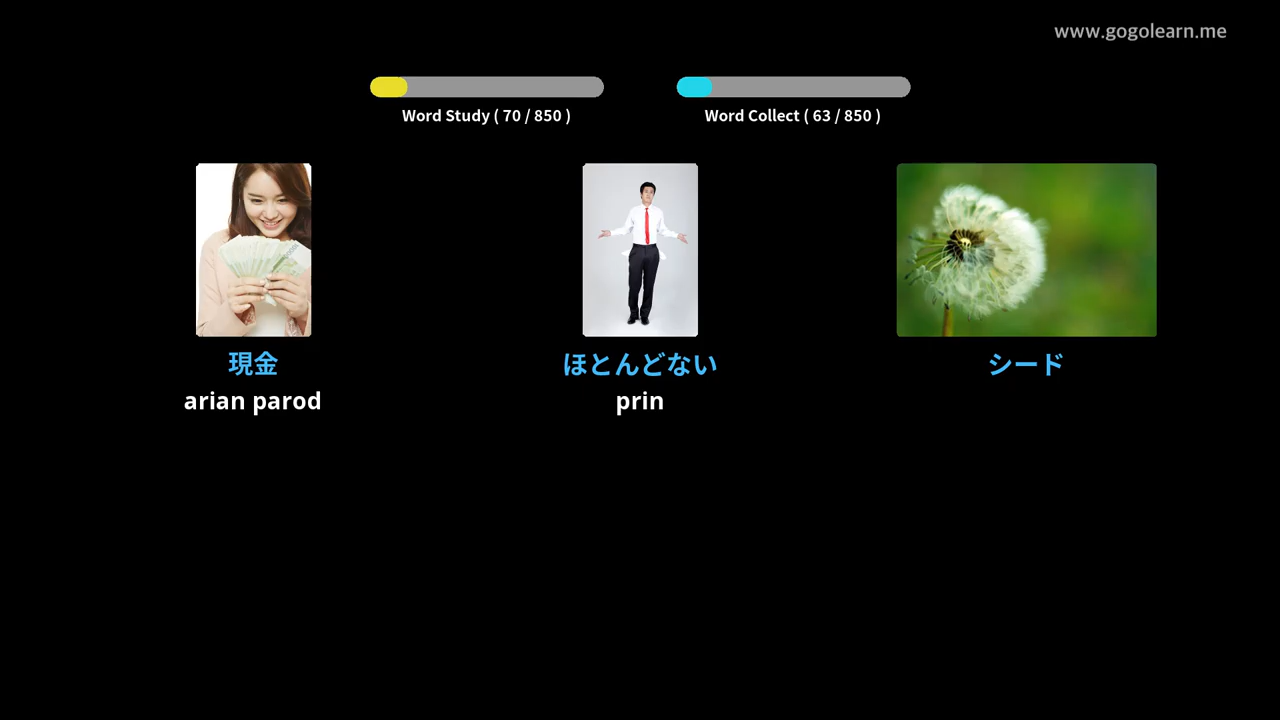 www.gogolearn.me
Word Study ( 70 / 850 )
Word Collect ( 63 / 850 )
現金
arian parod
ほとんどない
prin
シード